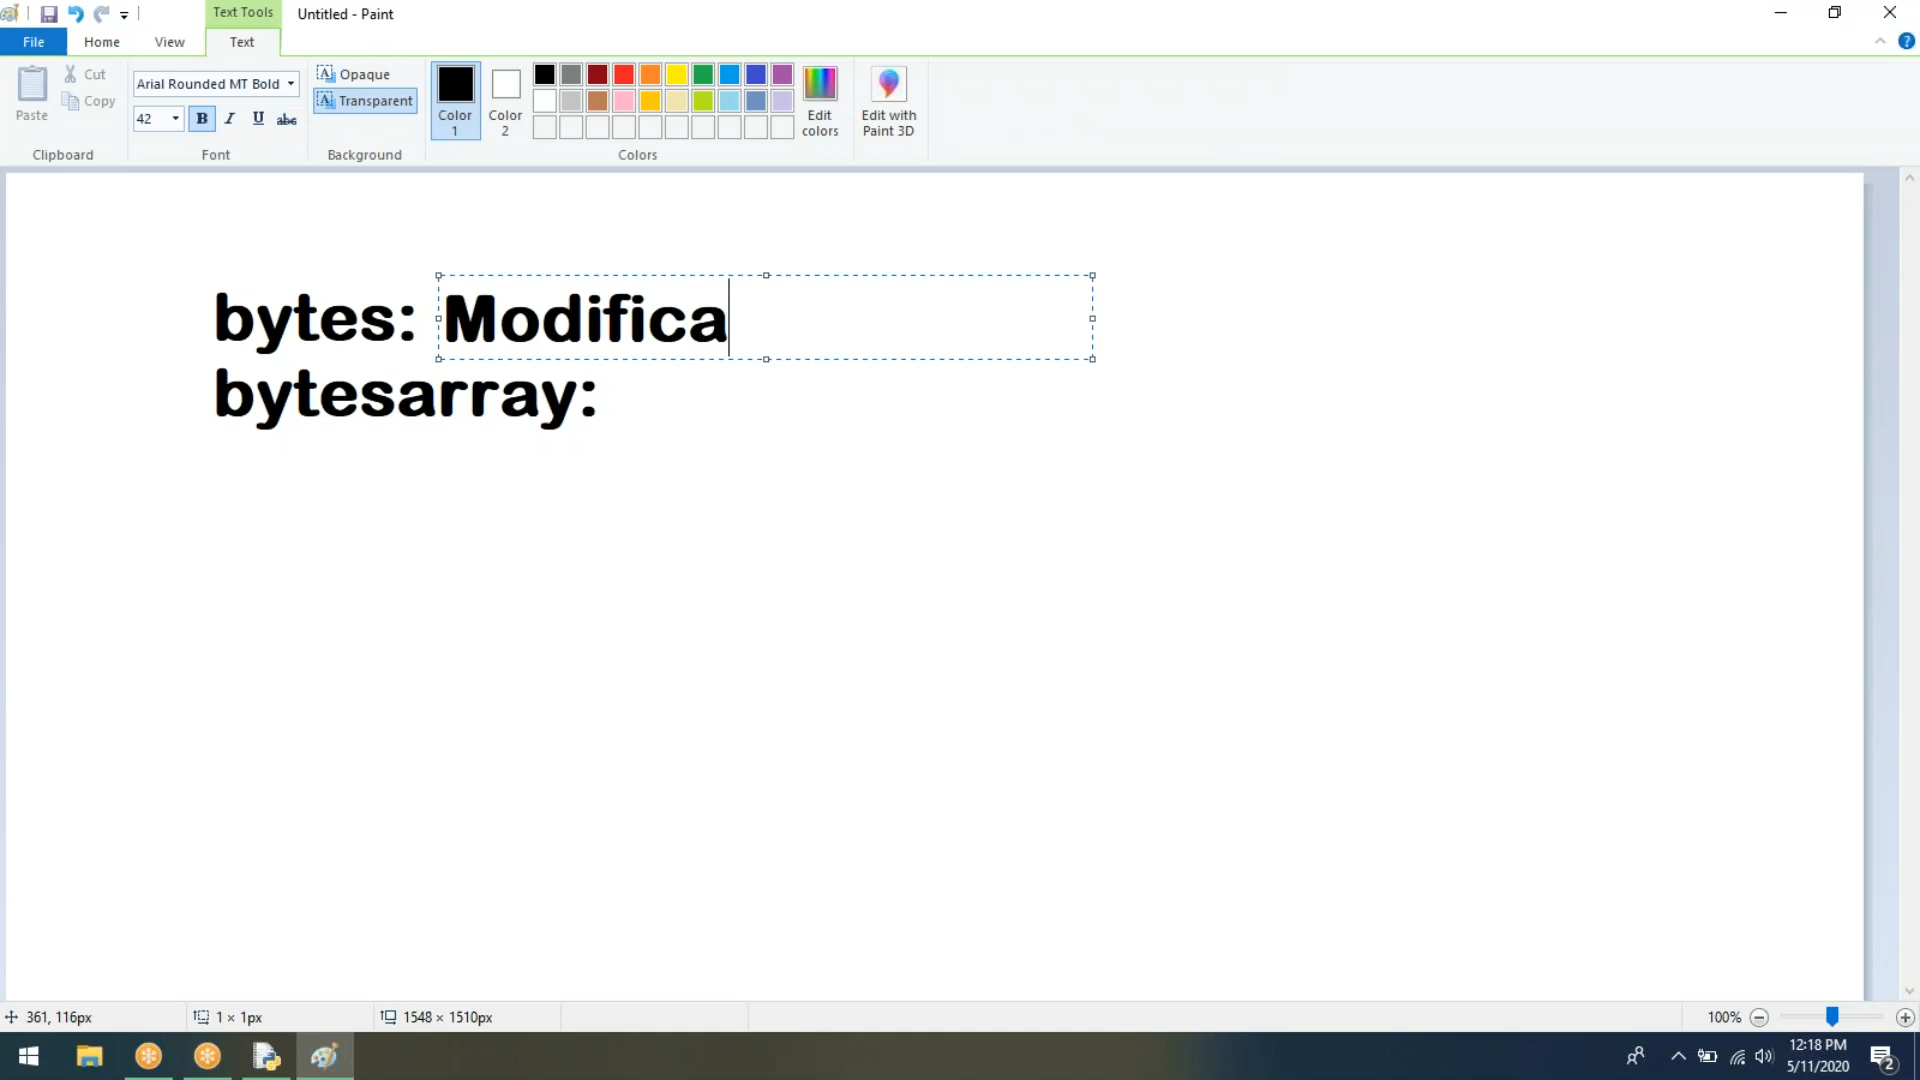 Text Tools
Untitled - Paint
File
Home
View
Text
Paste
Cut
Copy
Clipboard
Arial Rounded MT Bold
42
B I U abc
Font
Opaque
Transparent
Background
Color 1
Color 2
Edit colors
Colors
Edit with Paint 3D
bytes: Modifica
bytesarray:
361, 116px
1 × 1px
1548 × 1510px
100%
12:18 PM
5/11/2020
2